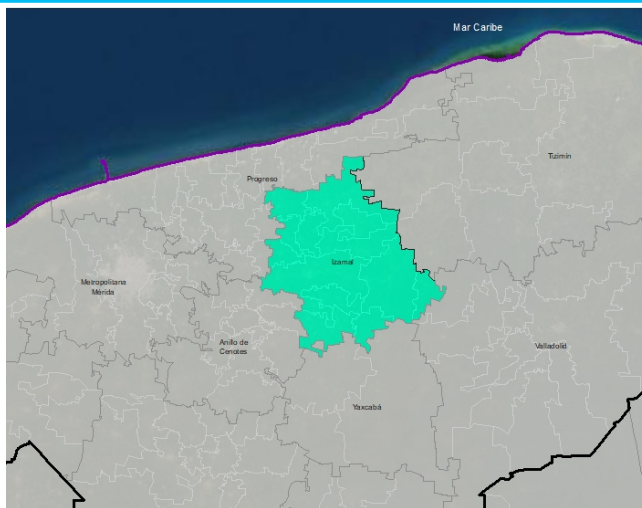 Mar Caribe
Tizimín
Progreso
Izamal
Metropolitana
Mérida
Anillo de
Cenotes
Valladolid
Yaxcabá